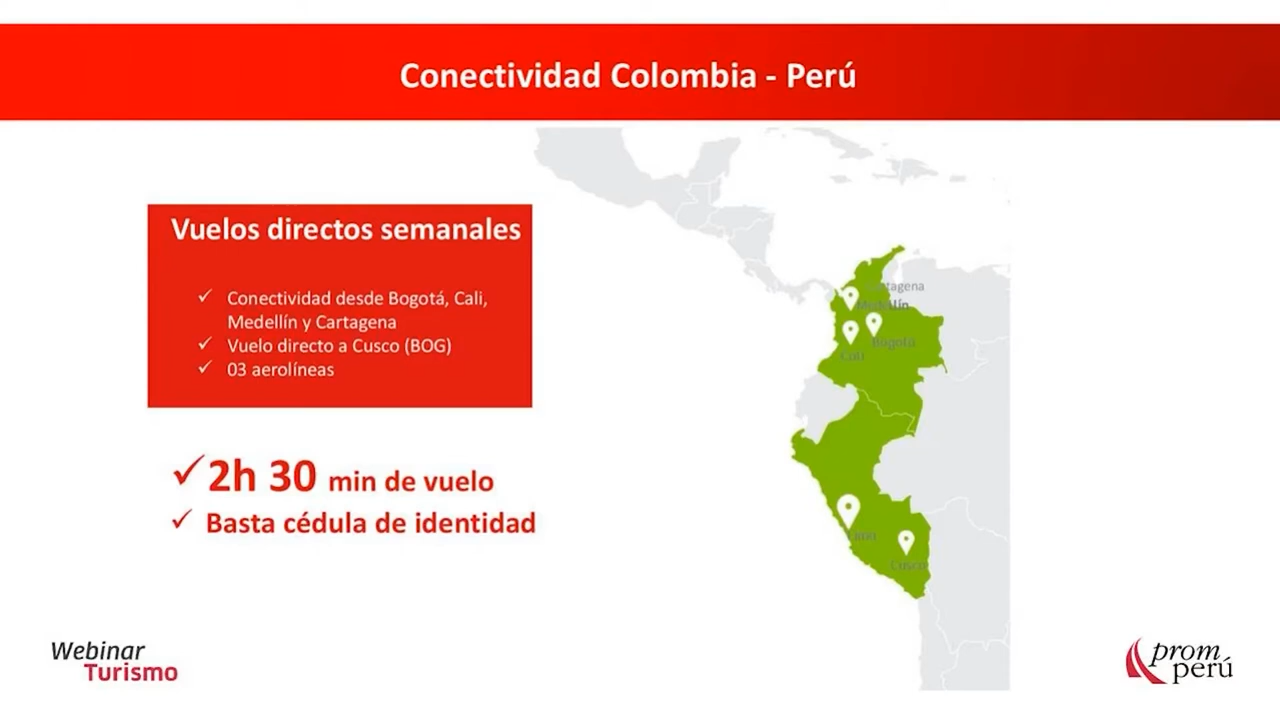 Conectividad Colombia - Perú
Vuelos directos semanales
✓ Conectividad desde Bogotá, Cali,
Medellín y Cartagena
✓ Vuelo directo a Cusco (BOG)
✓ 03 aerolíneas
✓ 2h 30 min de vuelo
✓ Basta cédula de identidad
Cartagena
Medellín
Bogotá
Cali
Lima
Cusco
Webinar
Turismo
prom
perú